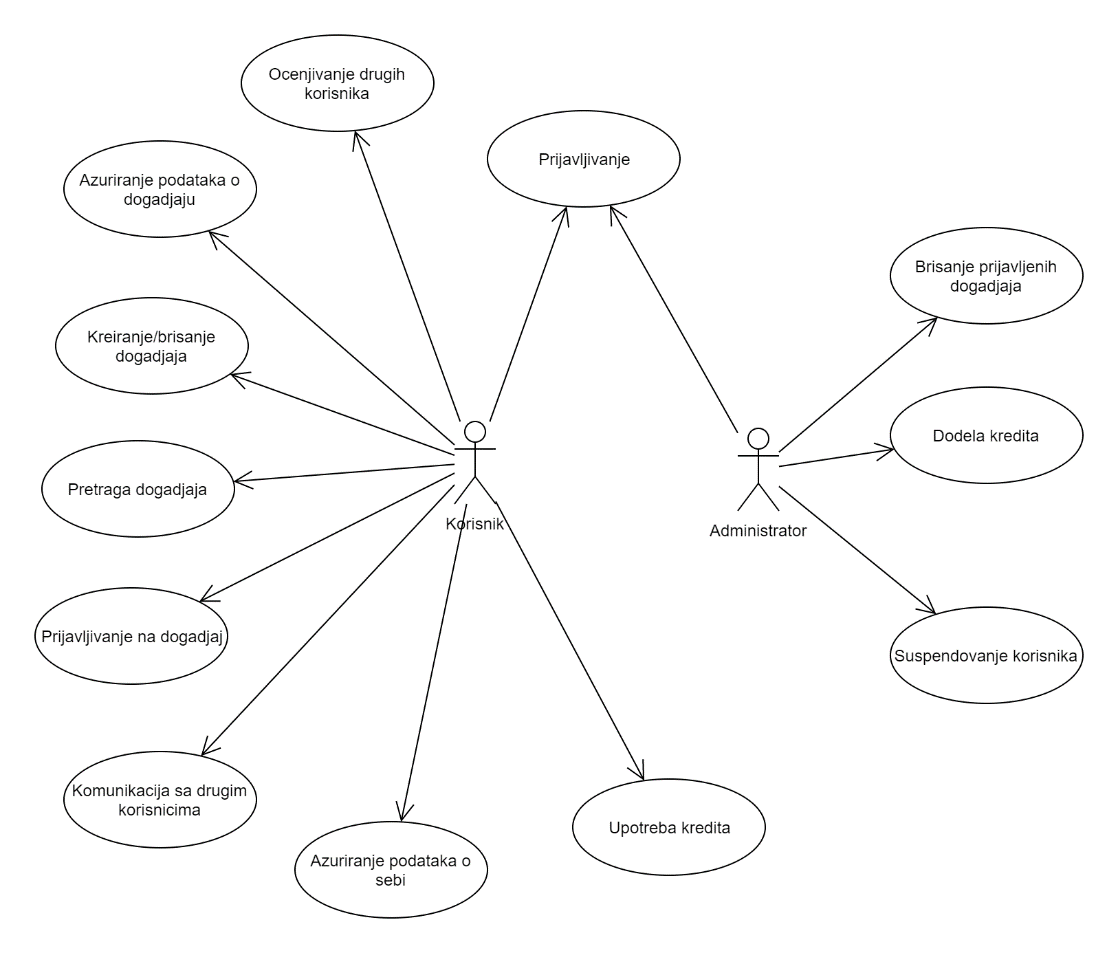 Ocenjivanje drugih
korisnika
Prijavljivanje
Azuriranje podataka o
dogadjaju
Brisanje prijavljenih
dogadjaja
Kreiranje/brisanje
dogadjaja
Dodela kredita
Pretraga dogadjaja
Korisnik
Administrator
Prijavljivanje na dogadjaj
Suspendovanje korisnika
Komunikacija sa drugim
korisnicima
Upotreba kredita
Azuriranje podataka o
sebi